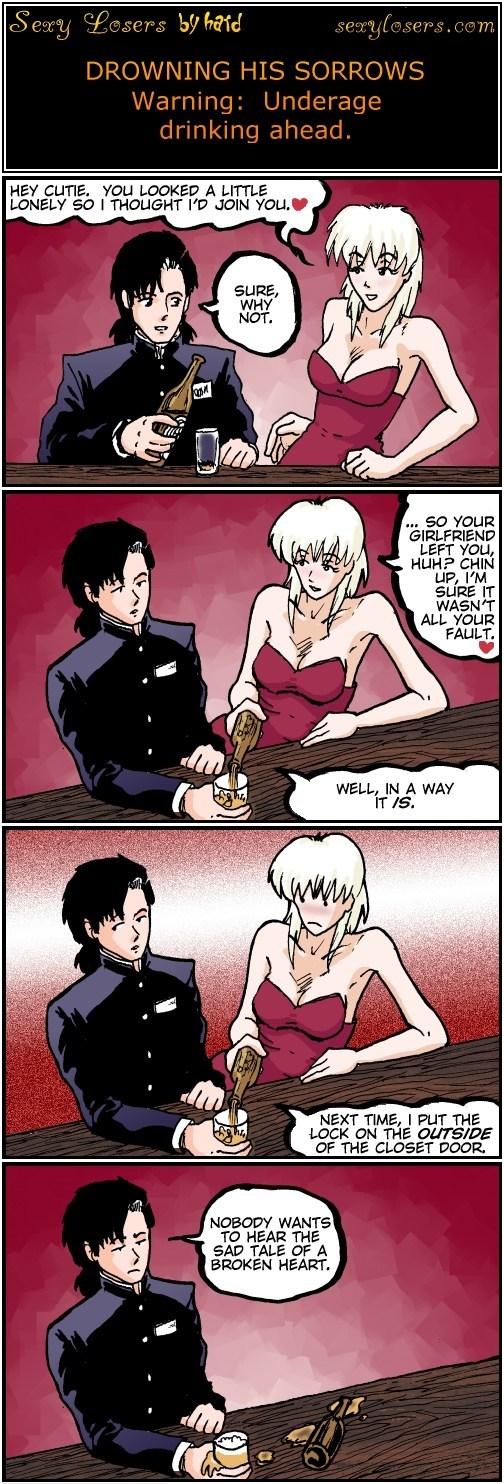 Sexy Losers by hard
sexylosers.com
DROWNING HIS SORROWS
Warning: Underage
drinking ahead.
HEY CUTIE. YOU LOOKED A LITTLE
LONELY SO I THOUGHT I'D JOIN YOU.
SURE,
WHY
NOT.
... SO YOUR
GIRLFRIEND
LEFT YOU,
HUH? CHIN
UP, I'M
SURE IT
WASN'T
ALL YOUR
FAULT.
WELL, IN A WAY
IT IS.
NEXT TIME, I PUT THE
LOCK ON THE OUTSIDE
OF THE CLOSET DOOR.
NOBODY WANTS
TO HEAR THE
SAD TALE OF A
BROKEN HEART.